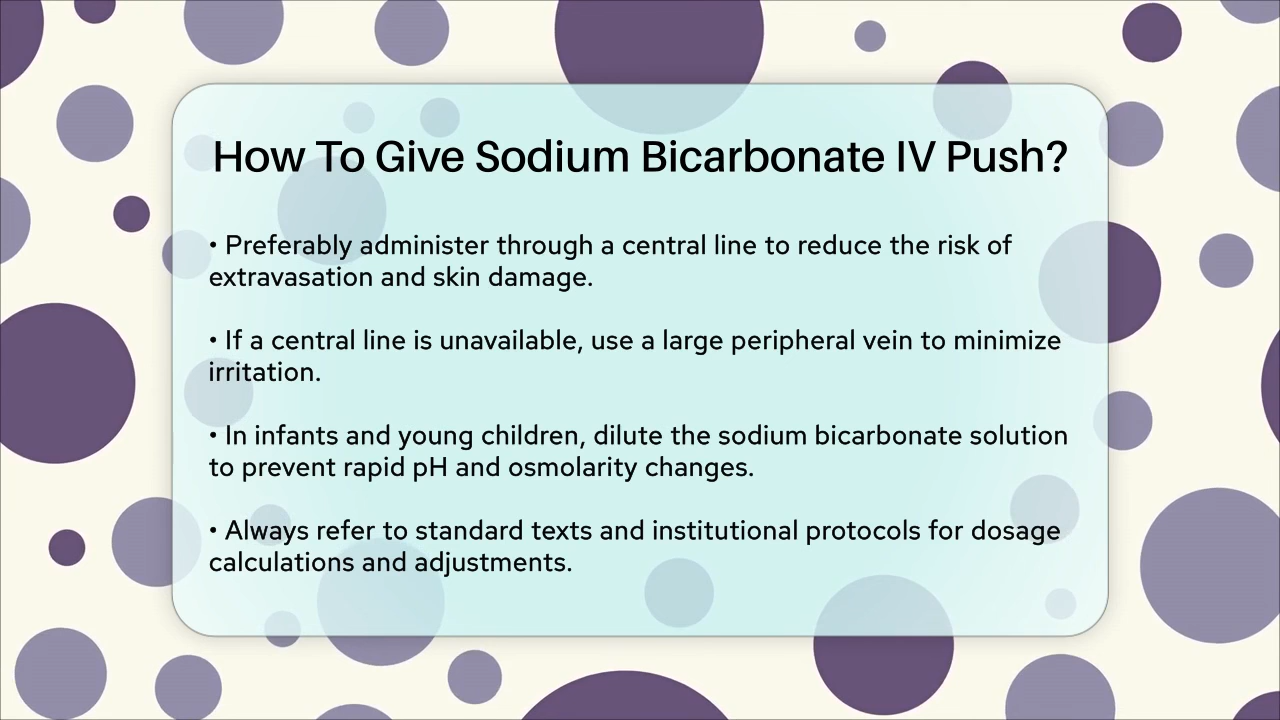 How To Give Sodium Bicarbonate IV Push?
• Preferably administer through a central line to reduce the risk of
extravasation and skin damage.
• If a central line is unavailable, use a large peripheral vein to minimize
irritation.
• In infants and young children, dilute the sodium bicarbonate solution
to prevent rapid pH and osmolarity changes.
• Always refer to standard texts and institutional protocols for dosage
calculations and adjustments.